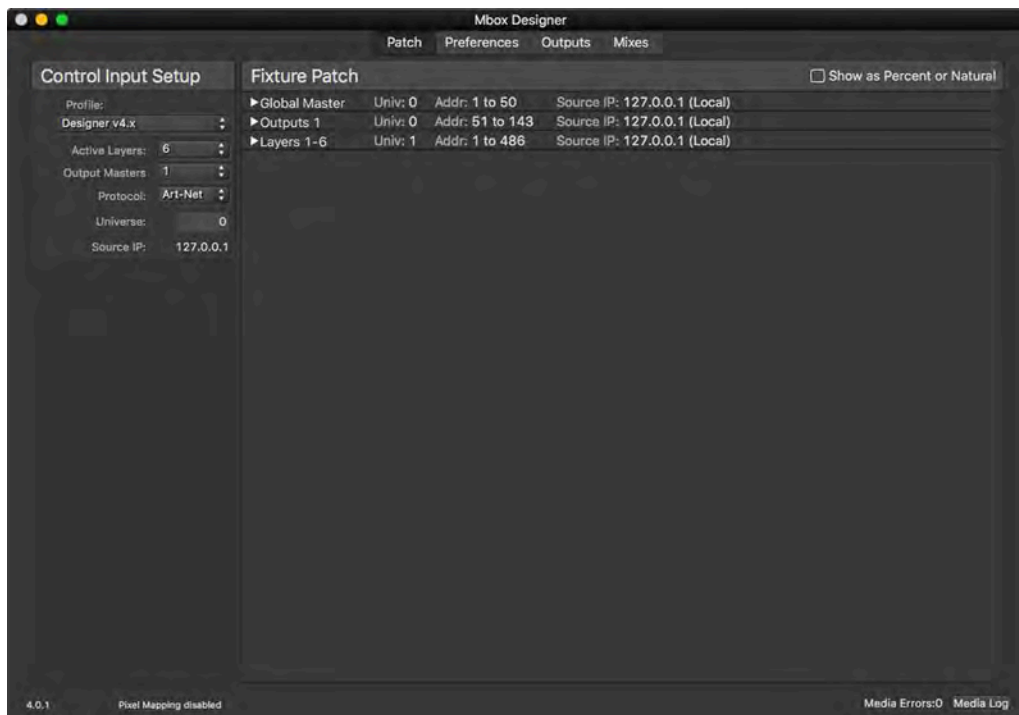 Mbox Designer
Patch Preferences Outputs Mixes
Control Input Setup
Profile:
Designer v4.x
Active Layers: 6
Output Masters 1
Protocol: Art-Net
Universe: 0
Source IP: 127.0.0.1
Fixture Patch
Show as Percent or Natural
Global Master Univ: 0 Addr: 1 to 50 Source IP: 127.0.0.1 (Local)
Outputs 1 Univ: 0 Addr: 51 to 143 Source IP: 127.0.0.1 (Local)
Layers 1-6 Univ: 1 Addr: 1 to 486 Source IP: 127.0.0.1 (Local)
4.0.1 Pixel Mapping disabled Media Errors:0 Media Log